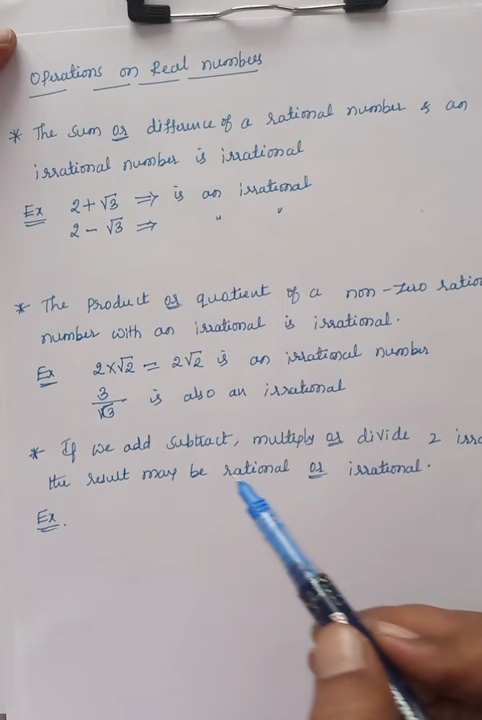 Operations on Real numbers
* The sum or difference of a rational number & an
irrational number is irrational
Ex 2+√3 ⇒ is an irrational
2-√3 ⇒ " "
* The product or quotient of a non-zero
number with an irrational is irrational.
Ex 2×√2 = 2√2 is an irrational number
3/√3 is also an irrational
* If we add subtract, multiply or divide 2
the result may be rational or irrational.
Ex.